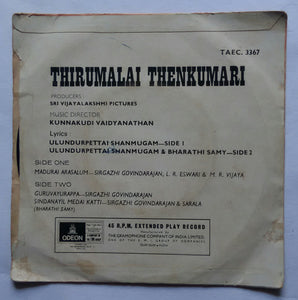 TAEC. 3367
THIRUMALAI THENKUMARI
PRODUCERS
SRI VIJAYALAKSHMI PICTURES
MUSIC DIRECTOR
KUNNAKUDI VAIDYANATHAN
Lyrics
ULUNDURPETTAI SHANMUGAM—SIDE 1
ULUNDURPETTAI SHANMUGAM & BHARATHI SAMY—SIDE 2
SIDE ONE
MADURAI ARASALUM—SIRGAZHI GOVINDARAJAN, L. R. ESWARI & M. R. VIJAYA
SIDE TWO
GURUVAYURAPPA—SIRGAZHI GOVINDARAJAN
SINDANAYIL MEDAI KATTI—SIRGAZHI GOVINDARAJAN & SARALA
(BHARATHI SAMY)
45 R.P.M. EXTENDED PLAY RECORD
THE GRAMOPHONE COMPANY OF INDIA LIMITED
ODEON